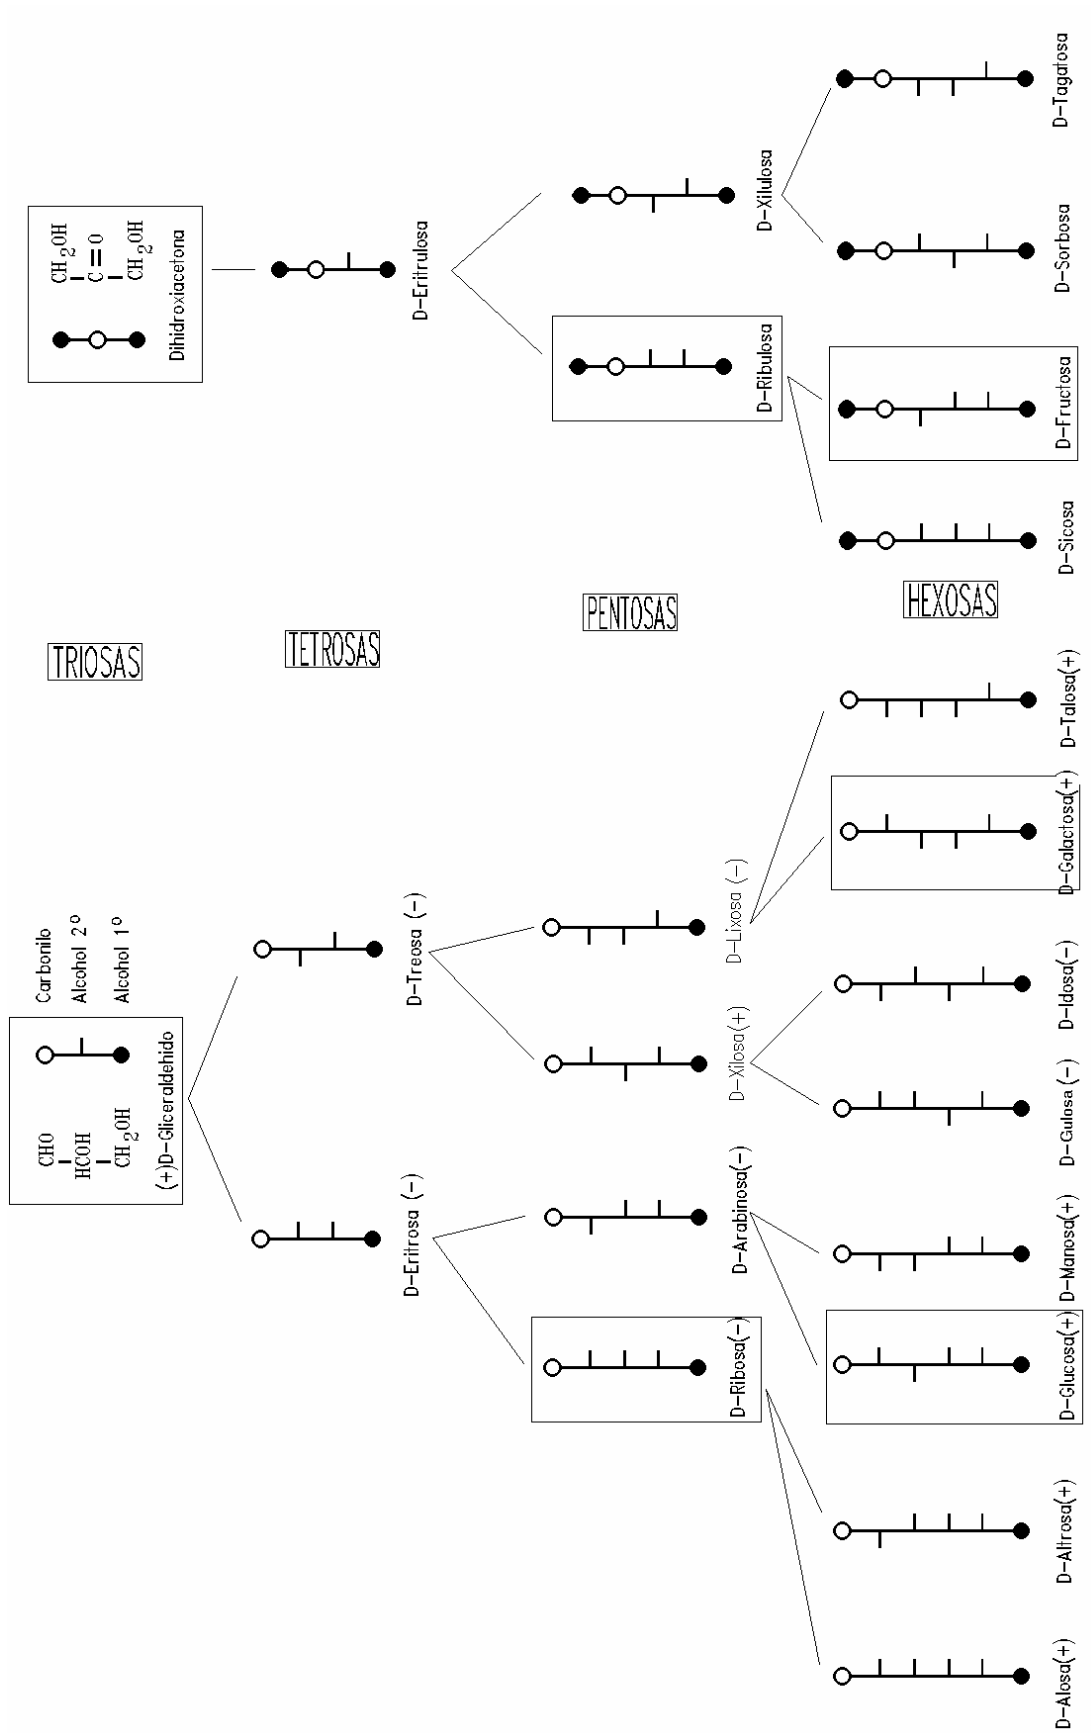 CHO
HCOH
CH2OH
(+)D-Gliceraldehido
Carbonilo
Alcohol 2º
Alcohol 1º
TRIOSAS
CH2OH
C=O
CH2OH
Dihidroxiacetona
D-Eritrosa (-)
D-Treosa (-)
TETROSAS
D-Eritrulosa
D-Ribosa(-)
D-Arabinosa(-)
D-Xilosa(+)
D-Lixosa (-)
PENTOSAS
D-Ribulosa
D-Xilulosa
D-Alosa(+)
D-Altrosa(+)
D-Glucosa(+)
D-Manosa(+)
D-Gulosa (-)
D-Idosa(-)
D-Galactosa(+)
D-Talosa(+)
HEXOSAS
D-Sicosa
D-Fructosa
D-Sorbosa
D-Tagatosa